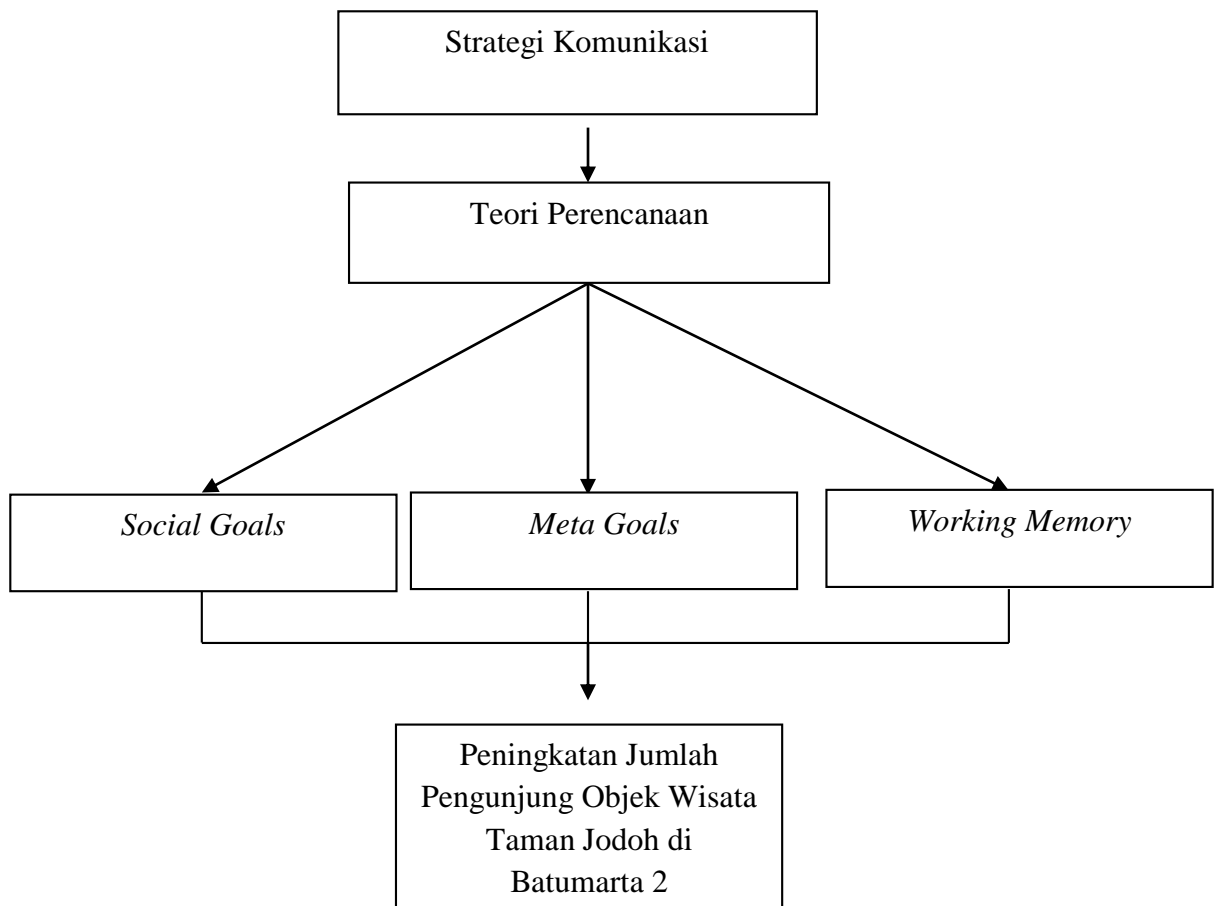 Strategi Komunikasi
Teori Perencanaan
Social Goals
Meta Goals
Working Memory
Peningkatan Jumlah
Pengunjung Objek Wisata
Taman Jodoh di
Batumarta 2